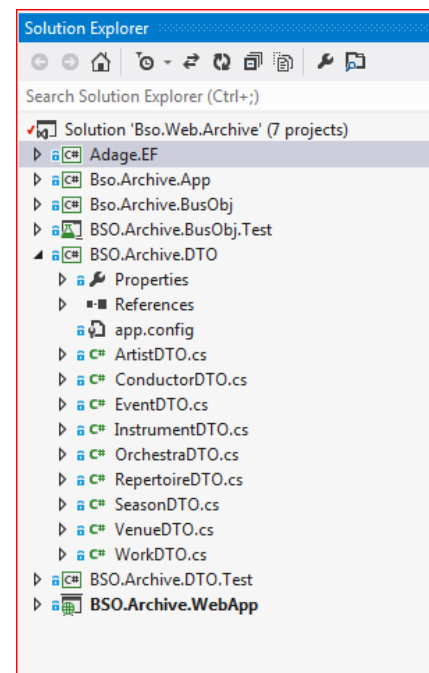 Solution Explorer
Search Solution Explorer (Ctrl+;)
Solution 'Bso.Web.Archive' (7 projects)
C# Adage.EF
C# Bso.Archive.App
C# Bso.Archive.BusObj
BSO.Archive.BusObj.Test
C# BSO.Archive.DTO
Properties
References
app.config
C# ArtistDTO.cs
C# ConductorDTO.cs
C# EventDTO.cs
C# InstrumentDTO.cs
C# OrchestraDTO.cs
C# RepertoireDTO.cs
C# SeasonDTO.cs
C# VenueDTO.cs
C# WorkDTO.cs
C# BSO.Archive.DTO.Test
BSO.Archive.WebApp